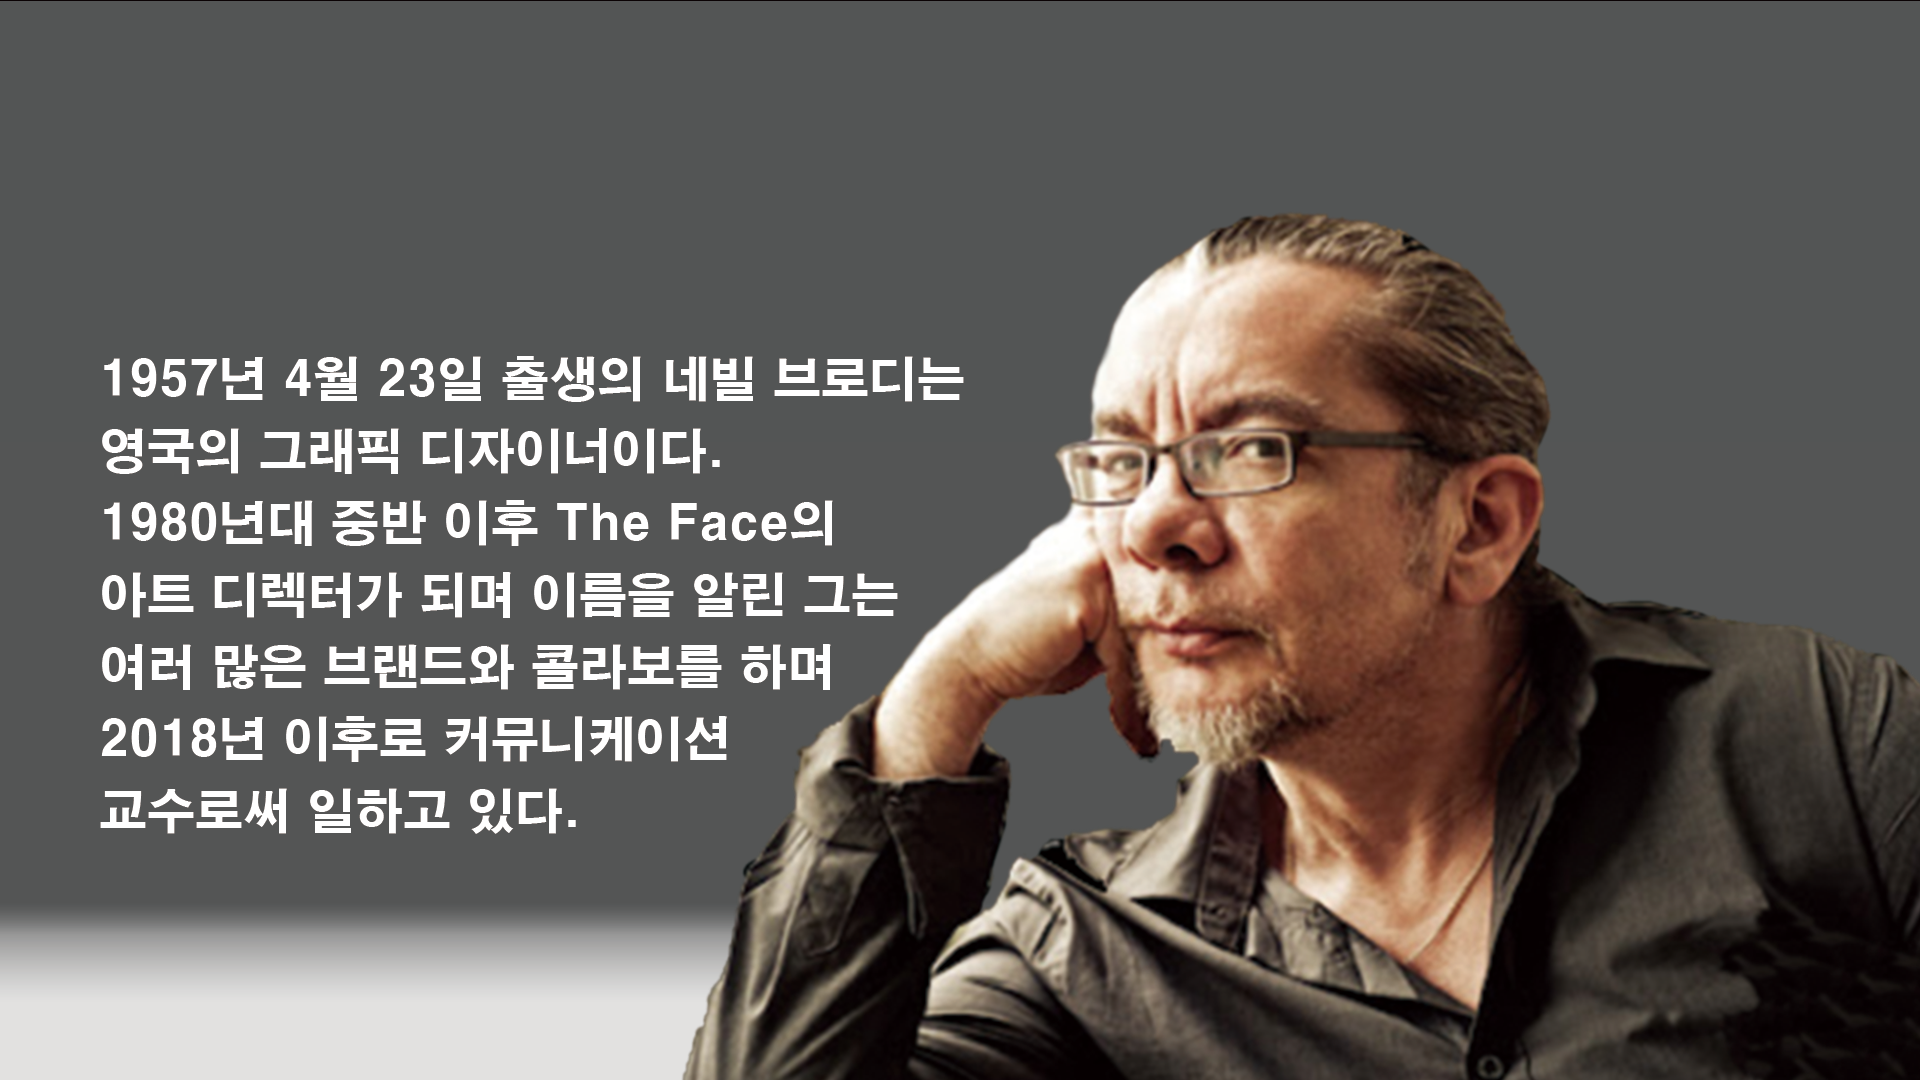 1957년 4월 23일 출생의 네빌 브로디는
영국의 그래픽 디자이너이다.
1980년대 중반 이후 The Face의
아트 디렉터가 되며 이름을 알린 그는
여러 많은 브랜드와 콜라보를 하며
2018년 이후로 커뮤니케이션
교수로써 일하고 있다.